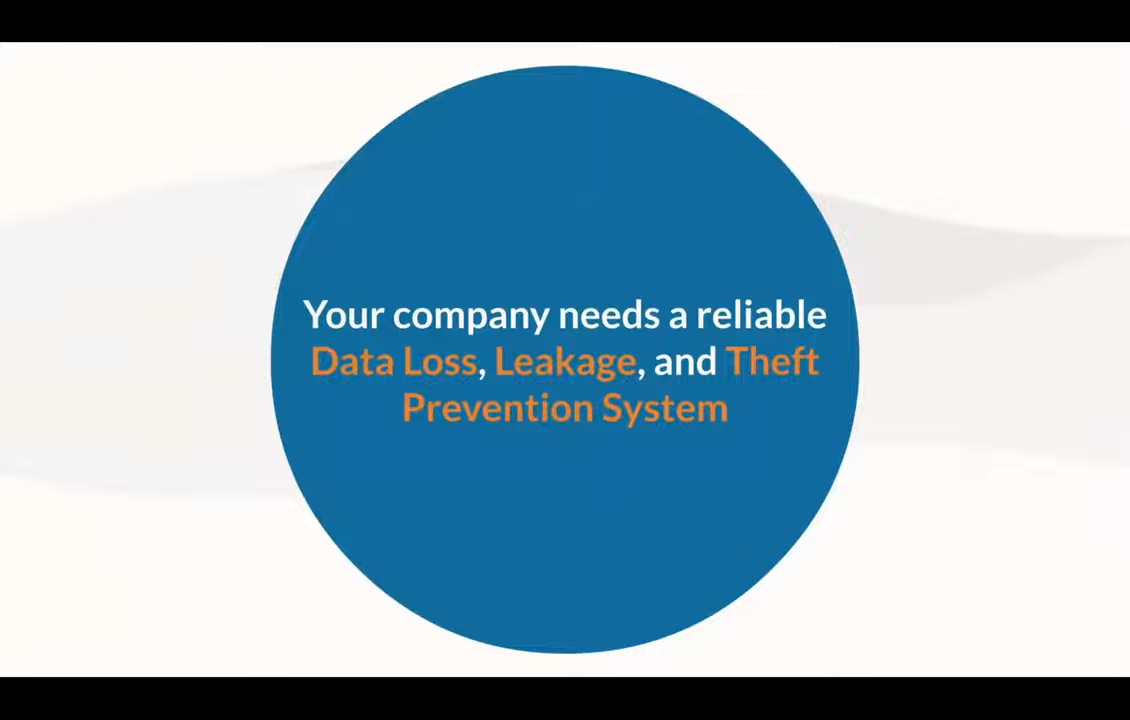 Your company needs a reliable
Data Loss, Leakage, and Theft
Prevention System